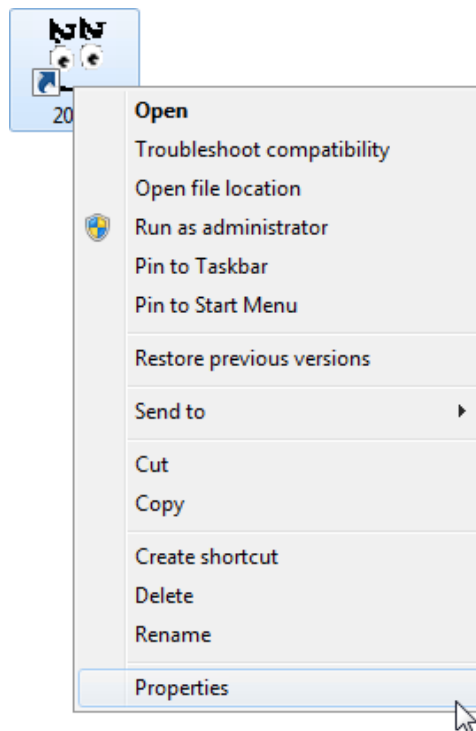 20
Open
Troubleshoot compatibility
Open file location
Run as administrator
Pin to Taskbar
Pin to Start Menu
Restore previous versions
Send to
Cut
Copy
Create shortcut
Delete
Rename
Properties